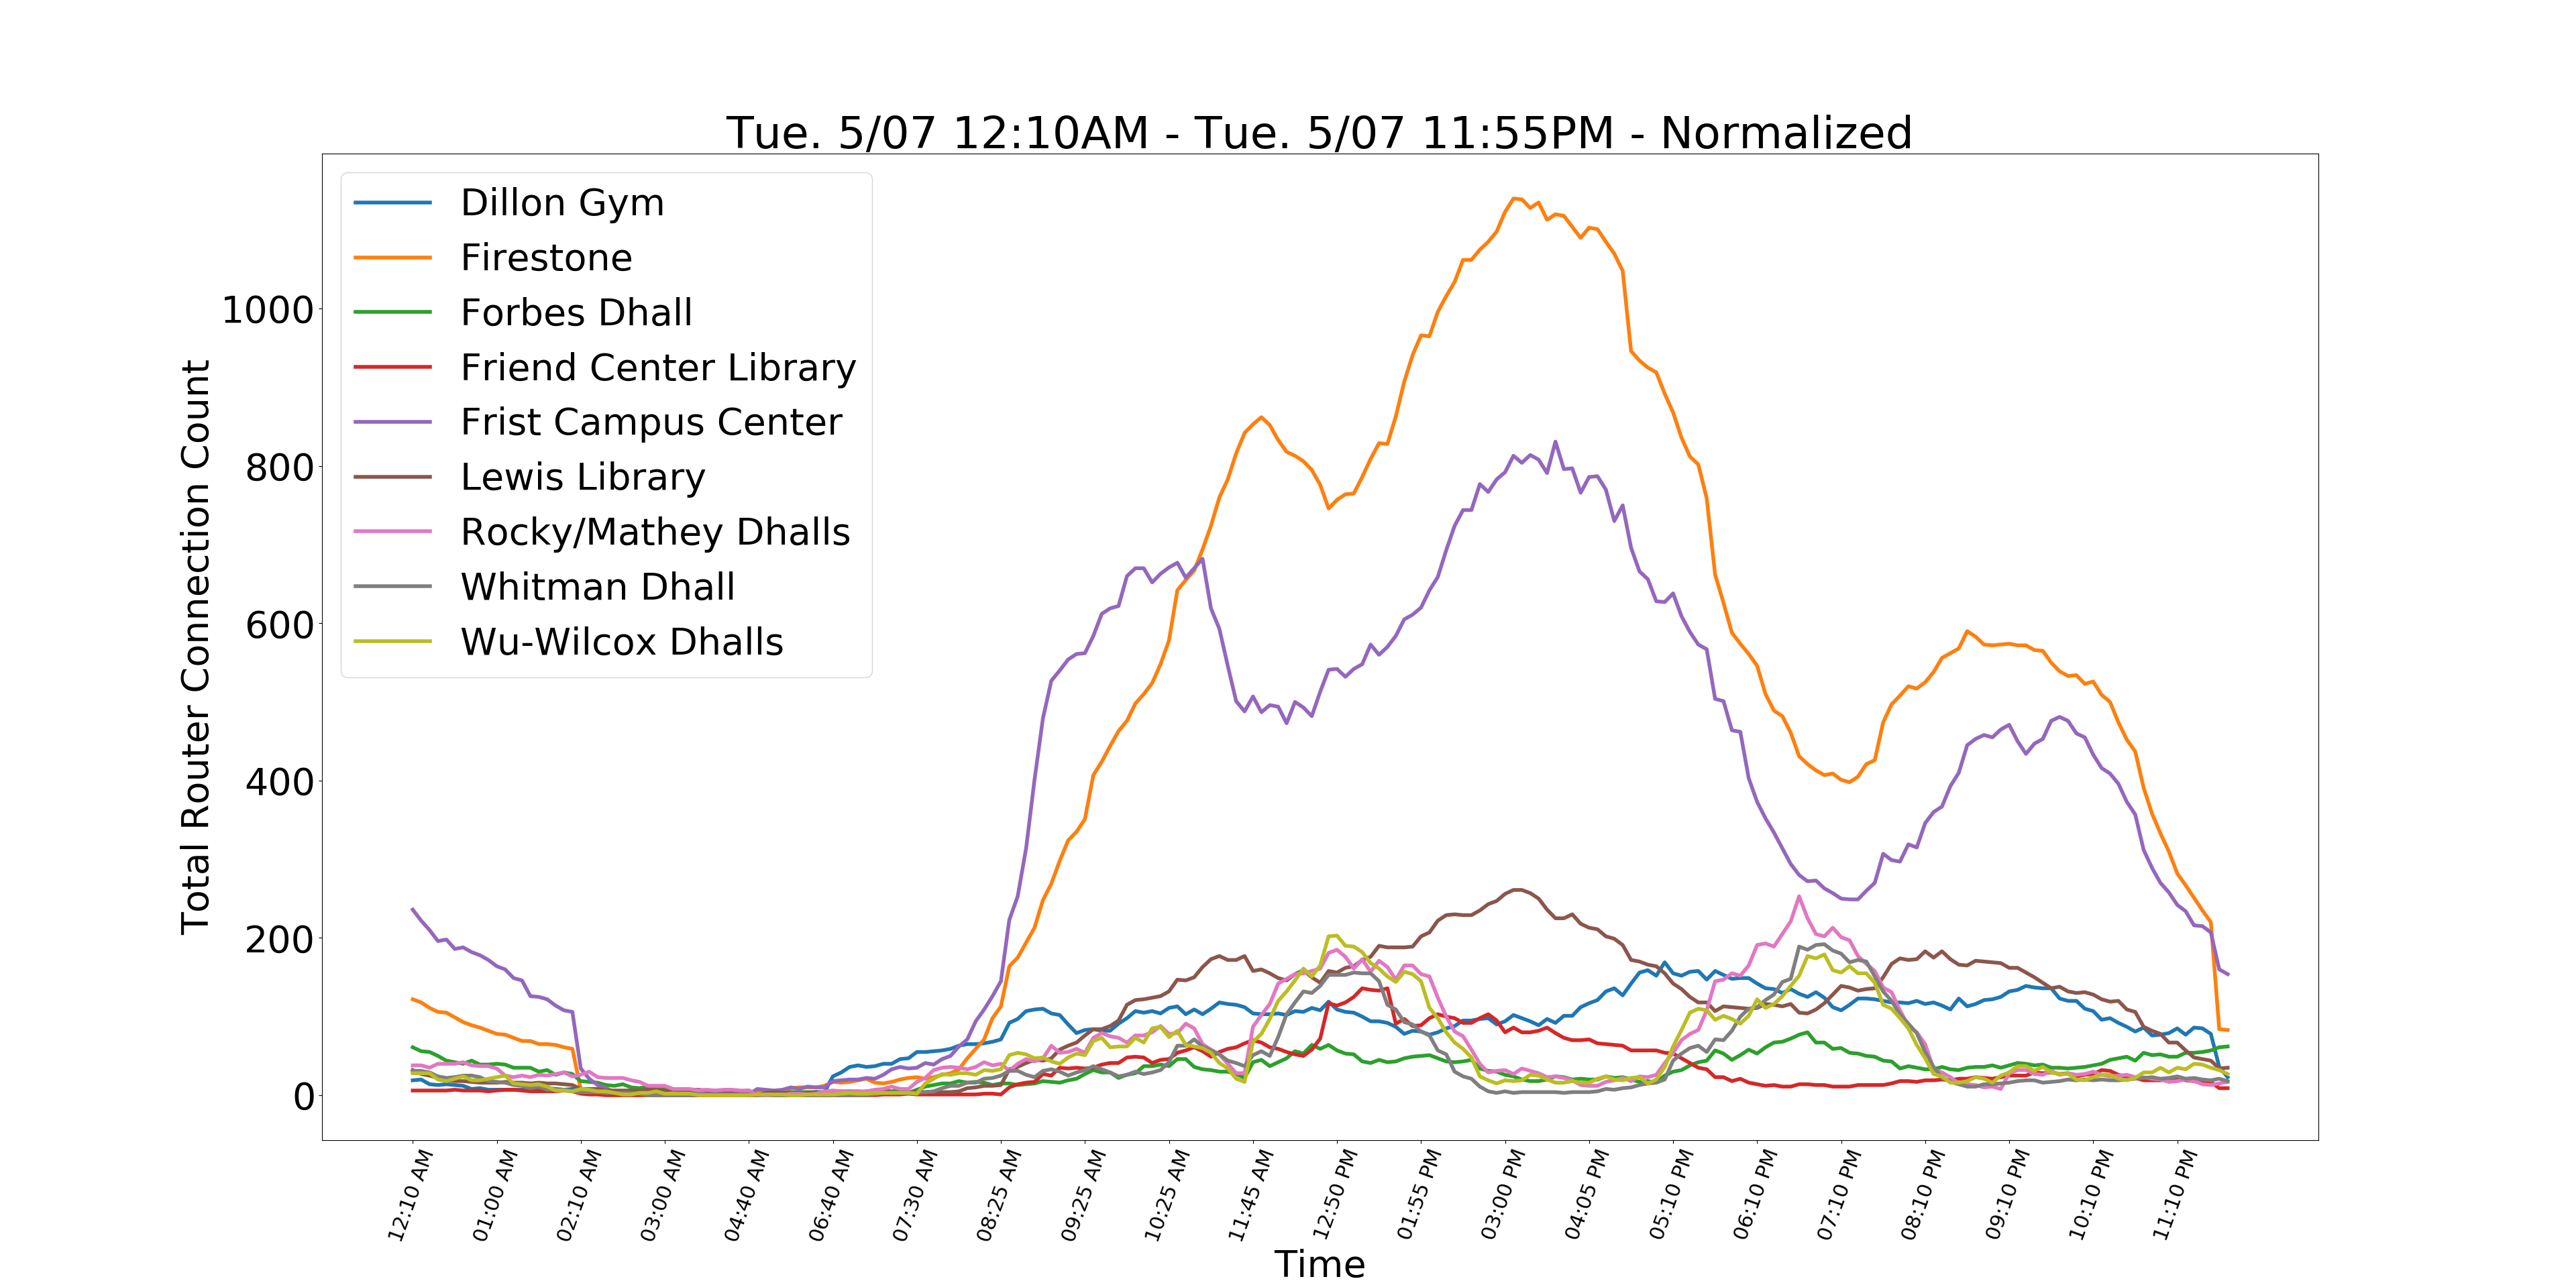 Tue. 5/07 12:10AM - Tue. 5/07 11:55PM - Normalized
Dillon Gym
Firestone
Forbes Dhall
Friend Center Library
Frist Campus Center
Lewis Library
Rocky/Mathey Dhalls
Whitman Dhall
Wu-Wilcox Dhalls
Total Router Connection Count
1000
800
600
400
200
0
12:10 AM
01:00 AM
02:10 AM
03:00 AM
04:40 AM
06:40 AM
07:30 AM
08:25 AM
09:25 AM
10:25 AM
11:45 AM
12:50 PM
01:55 PM
03:00 PM
04:05 PM
05:10 PM
06:10 PM
07:10 PM
08:10 PM
09:10 PM
10:10 PM
11:10 PM
Time